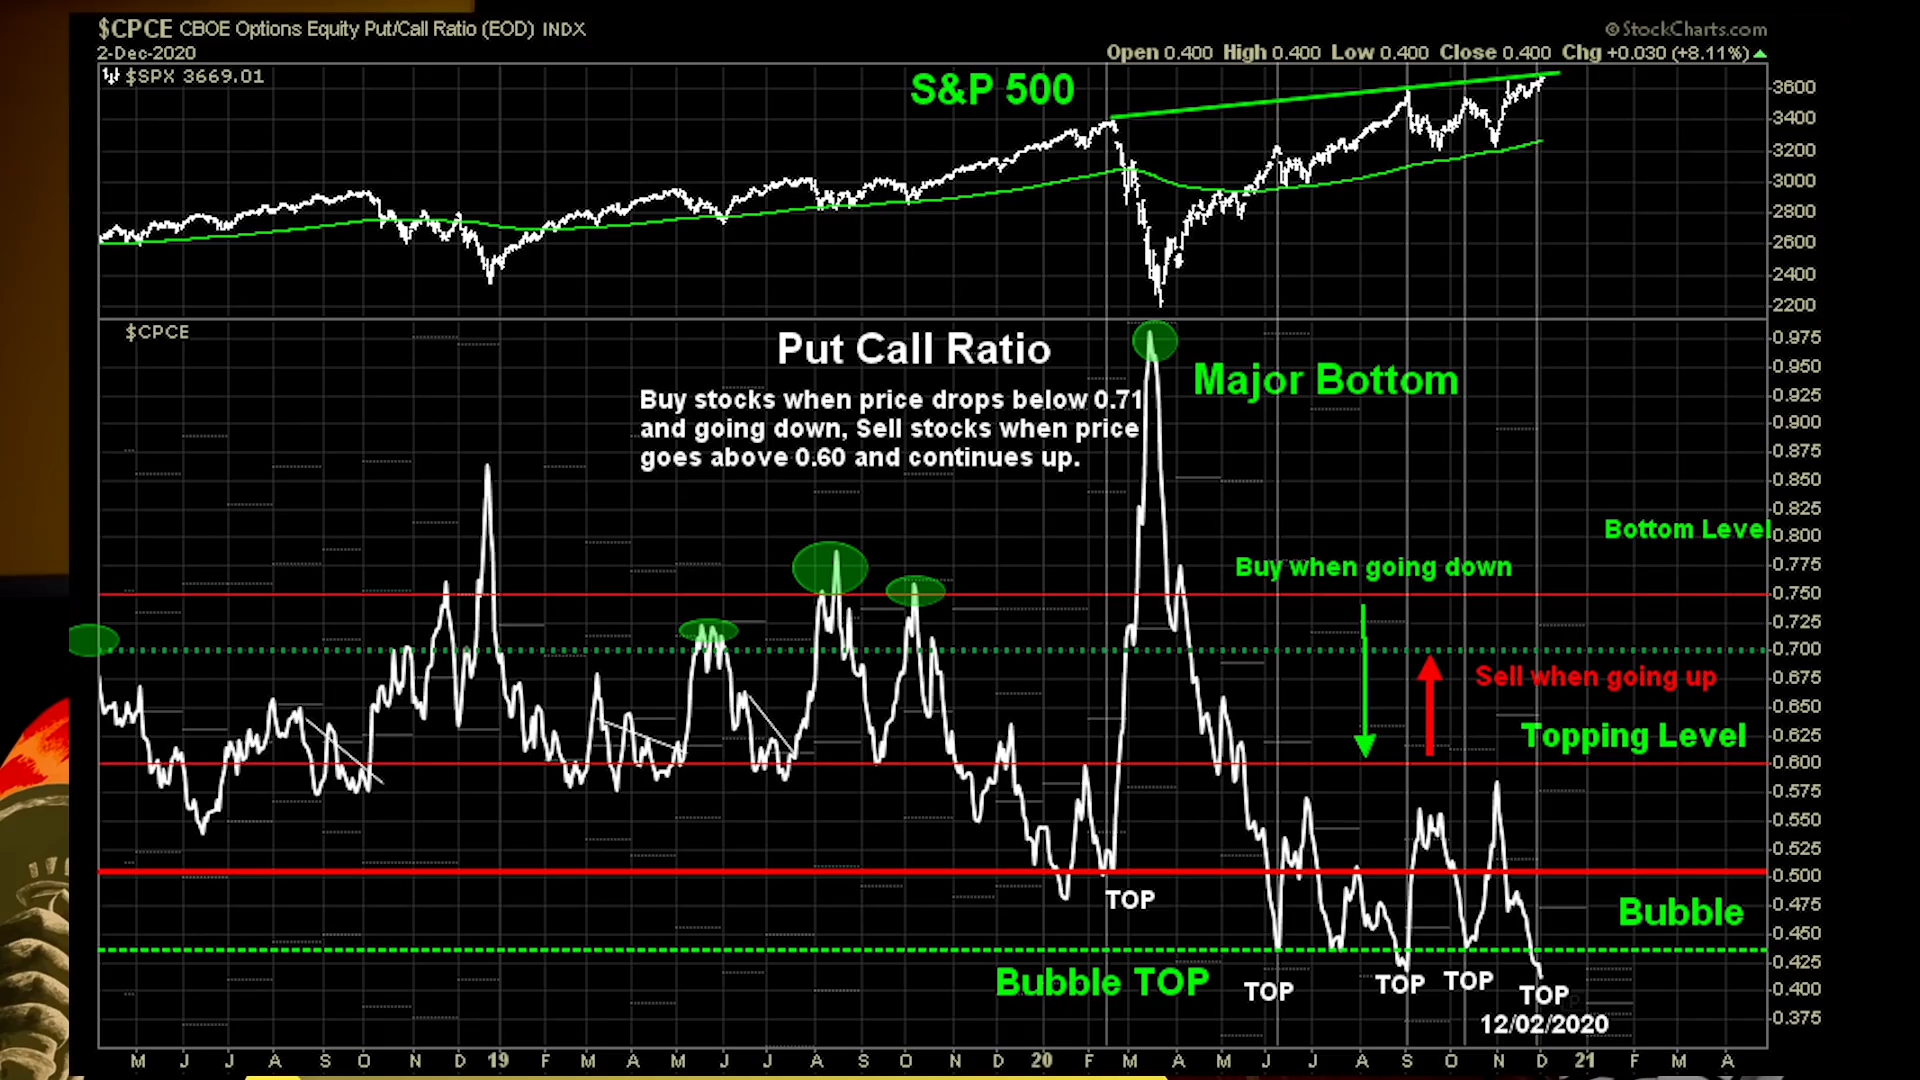 $CPCE CBOE Options Equity Put/Call Ratio (EOD) INDX
© StockCharts.com
2-Dec-2020
Open 0.400 High 0.400 Low 0.400 Close 0.400 Chg +0.030 (+8.11%)
$SPX 3669.01
S&P 500
3600
3400
3200
3000
2800
2600
2400
2200
$CPCE
Put Call Ratio
Buy stocks when price drops below 0.71
and going down, Sell stocks when price
goes above 0.60 and continues up.
Major Bottom
Bottom Level
Buy when going down
Sell when going up
Topping Level
Bubble
Bubble TOP
TOP
TOP
TOP
TOP
TOP
12/02/2020
0.975
0.950
0.925
0.900
0.875
0.850
0.825
0.800
0.775
0.750
0.725
0.700
0.675
0.650
0.625
0.600
0.575
0.550
0.525
0.500
0.475
0.450
0.425
0.400
0.375
M J J A S O N D 19 F M A M J J A S O N D 20 F M A M J J A S O N D 21 F M A